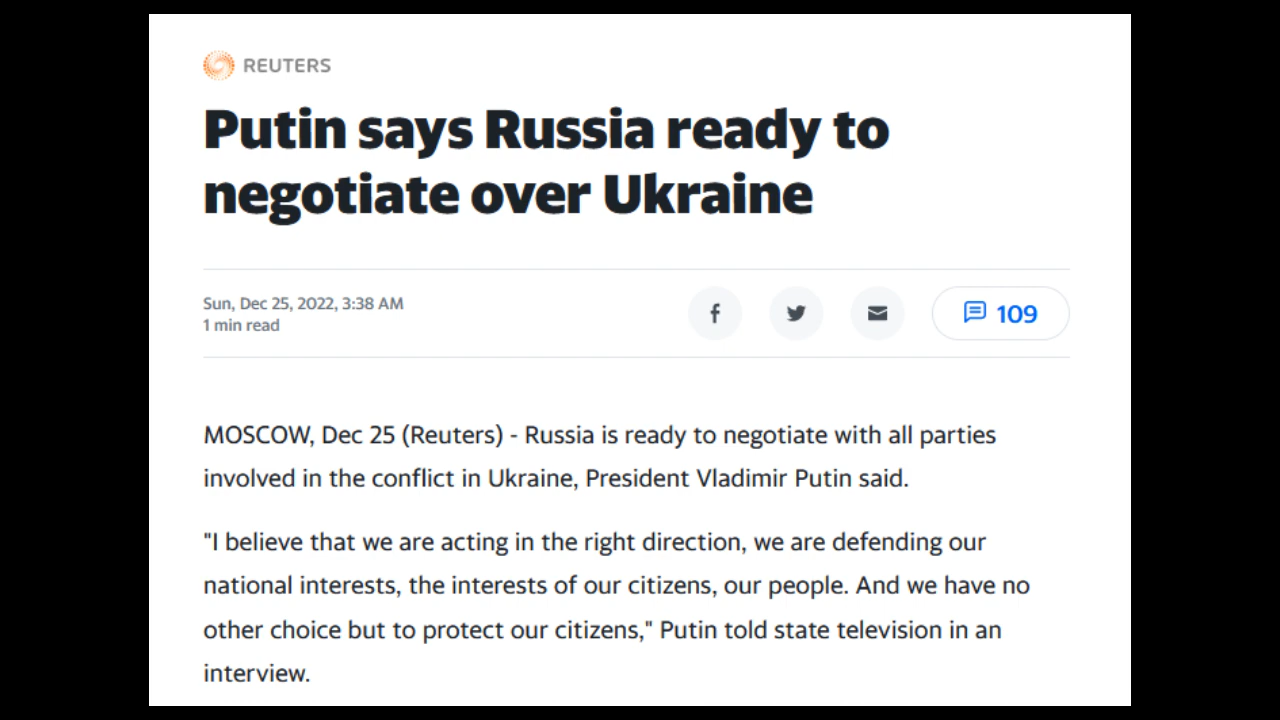 REUTERS
Putin says Russia ready to
negotiate over Ukraine
Sun, Dec 25, 2022, 3:38 AM
1 min read
109
MOSCOW, Dec 25 (Reuters) - Russia is ready to negotiate with all parties
involved in the conflict in Ukraine, President Vladimir Putin said.
"I believe that we are acting in the right direction, we are defending our
national interests, the interests of our citizens, our people. And we have no
other choice but to protect our citizens," Putin told state television in an
interview.